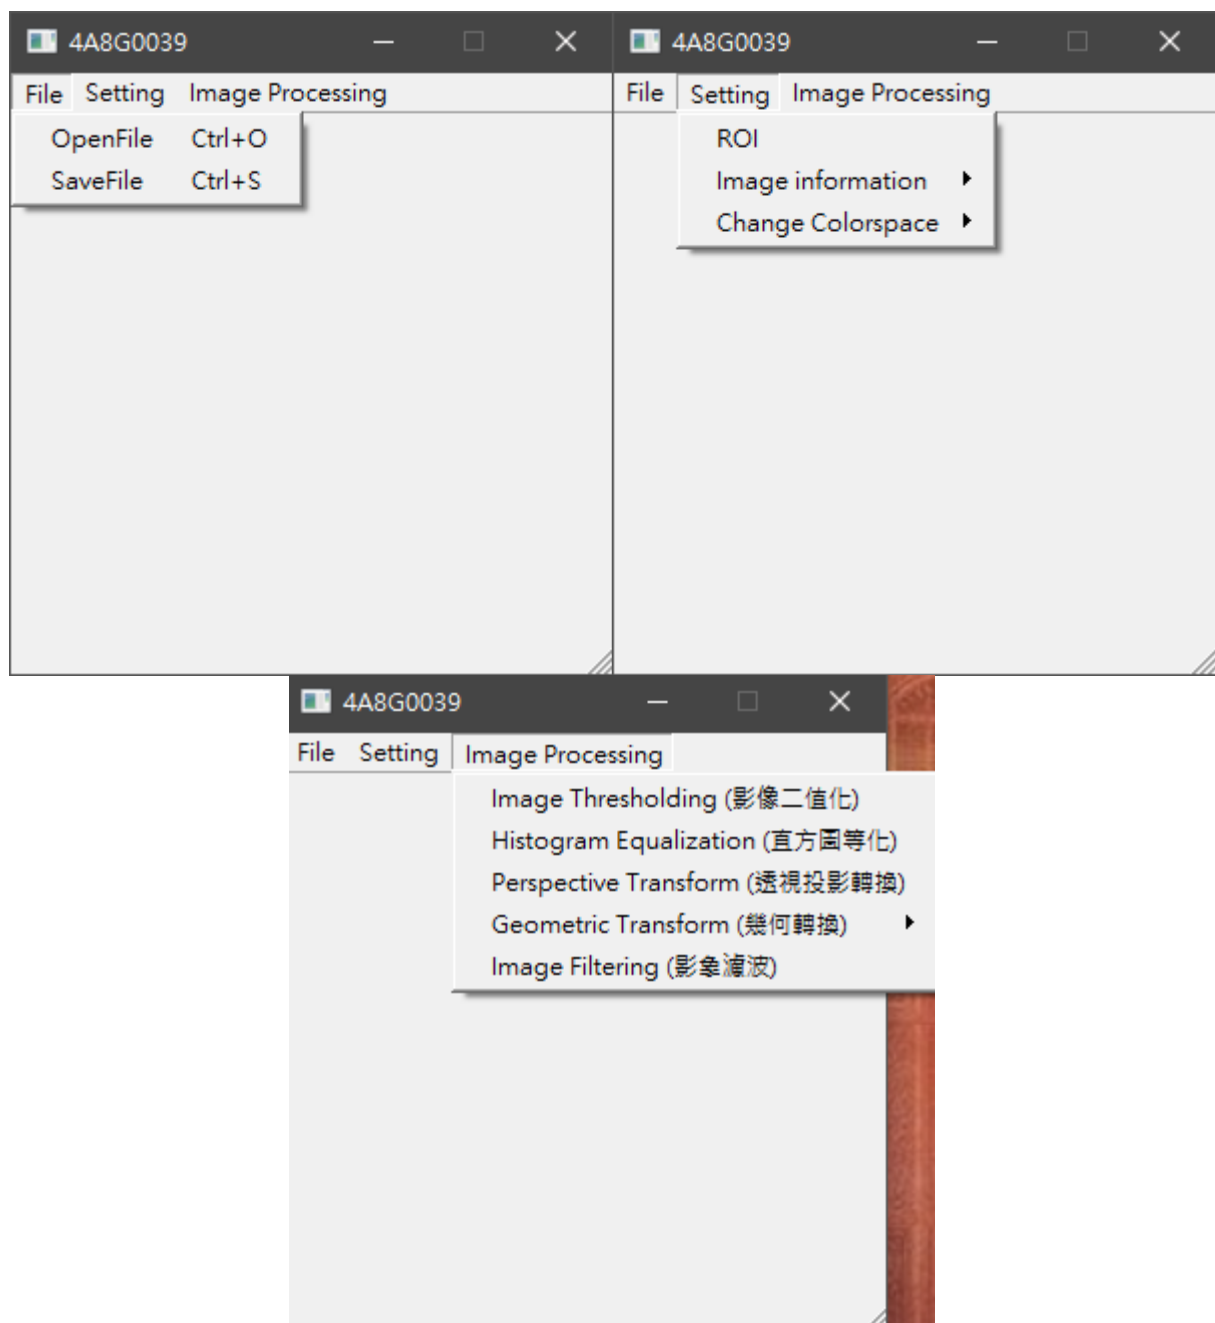 4A8G0039
File Setting Image Processing
OpenFile Ctrl+O
SaveFile Ctrl+S
4A8G0039
File Setting Image Processing
ROI
Image information
Change Colorspace
4A8G0039
File Setting Image Processing
Image Thresholding (影像二值化)
Histogram Equalization (直方圖等化)
Perspective Transform (透視投影轉換)
Geometric Transform (幾何轉換)
Image Filtering (影象濾波)